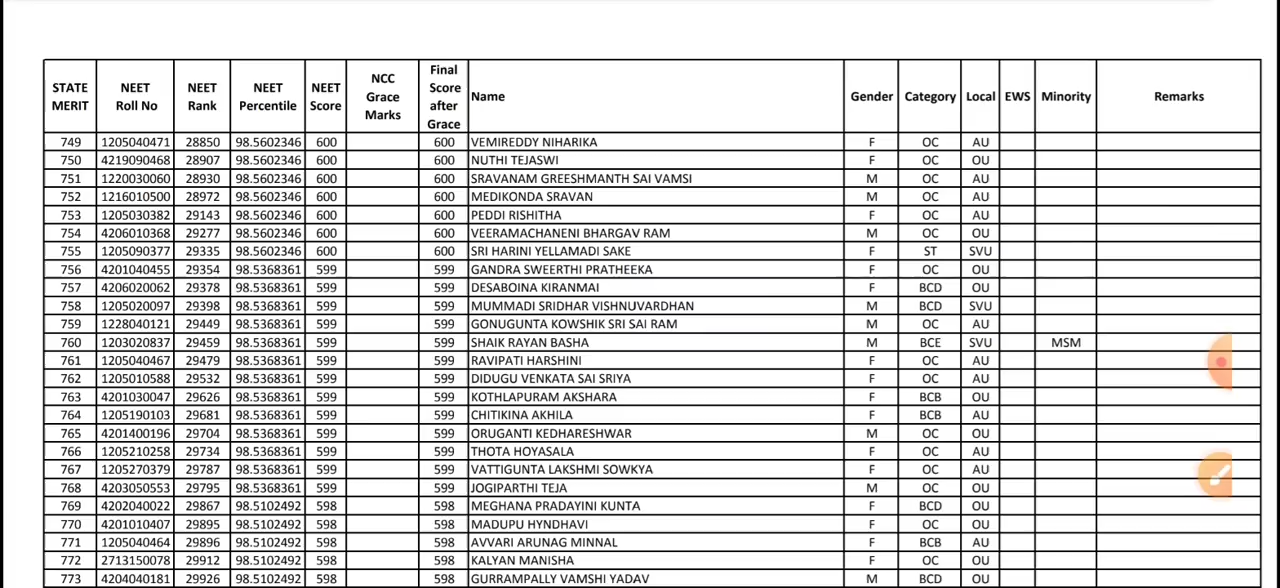 STATE MERIT NEET Roll No NEET Rank NEET Percentile NEET Score NCC Grace Marks Final Score after Grace Name Gender Category Local EWS Minority Remarks
749 1205040471 28850 98.5602346 600 600 VEMIREDDY NIHARIKA F OC AU
750 4219090468 28907 98.5602346 600 600 NUTHI TEJASWI F OC OU
751 1220030060 28930 98.5602346 600 600 SRAVANAM GREESHMANTH SAI VAMSI M OC AU
752 1216010500 28972 98.5602346 600 600 MEDIKONDA SRAVAN M OC AU
753 1205030382 29143 98.5602346 600 600 PEDDI RISHITHA F OC AU
754 4206010368 29277 98.5602346 600 600 VEERAMACHANENI BHARGAV RAM M OC OU
755 1205090377 29335 98.5602346 600 600 SRI HARINI YELLAMADI SAKE F ST SVU
756 4201040455 29354 98.5368361 599 599 GANDRA SWEERTHI PRATHEEKA F OC OU
757 4206020062 29378 98.5368361 599 599 DESABOINA KIRANMAI F BCD OU
758 1205020097 29398 98.5368361 599 599 MUMMADI SRIDHAR VISHNUVARDHAN M BCD SVU
759 1228040121 29449 98.5368361 599 599 GONUGUNTA KOWSHIK SRI SAI RAM M OC AU
760 1203020837 29459 98.5368361 599 599 SHAIK RAYAN BASHA M BCE SVU MSM
761 1205040467 29479 98.5368361 599 599 RAVIPATI HARSHINI F OC AU
762 1205010588 29532 98.5368361 599 599 DIDUGU VENKATA SAI SRIYA F OC AU
763 4201030047 29626 98.5368361 599 599 KOTHLAPURAM AKSHARA F BCB OU
764 1205190103 29681 98.5368361 599 599 CHITIKINA AKHILA F BCB AU
765 4201400196 29704 98.5368361 599 599 ORUGANTI KEDHARESHWAR M OC OU
766 1205210258 29734 98.5368361 599 599 THOTA HOYASALA F OC AU
767 1205270379 29787 98.5368361 599 599 VATTIGUNTA LAKSHMI SOWKYA F OC AU
768 4203050553 29795 98.5368361 599 599 JOGIPARTHI TEJA M OC OU
769 4202040022 29867 98.5102492 598 598 MEGHANA PRADAYINI KUNTA F BCD OU
770 4201010407 29895 98.5102492 598 598 MADUPU HYNDHAVI F OC OU
771 1205040464 29896 98.5102492 598 598 AVVARI ARUNAG MINNAL F BCB AU
772 2713150078 29912 98.5102492 598 598 KALYAN MANISHA F OC OU
773 4204040181 29926 98.5102492 598 598 GURRAMPALLY VAMSHI YADAV M BCD OU